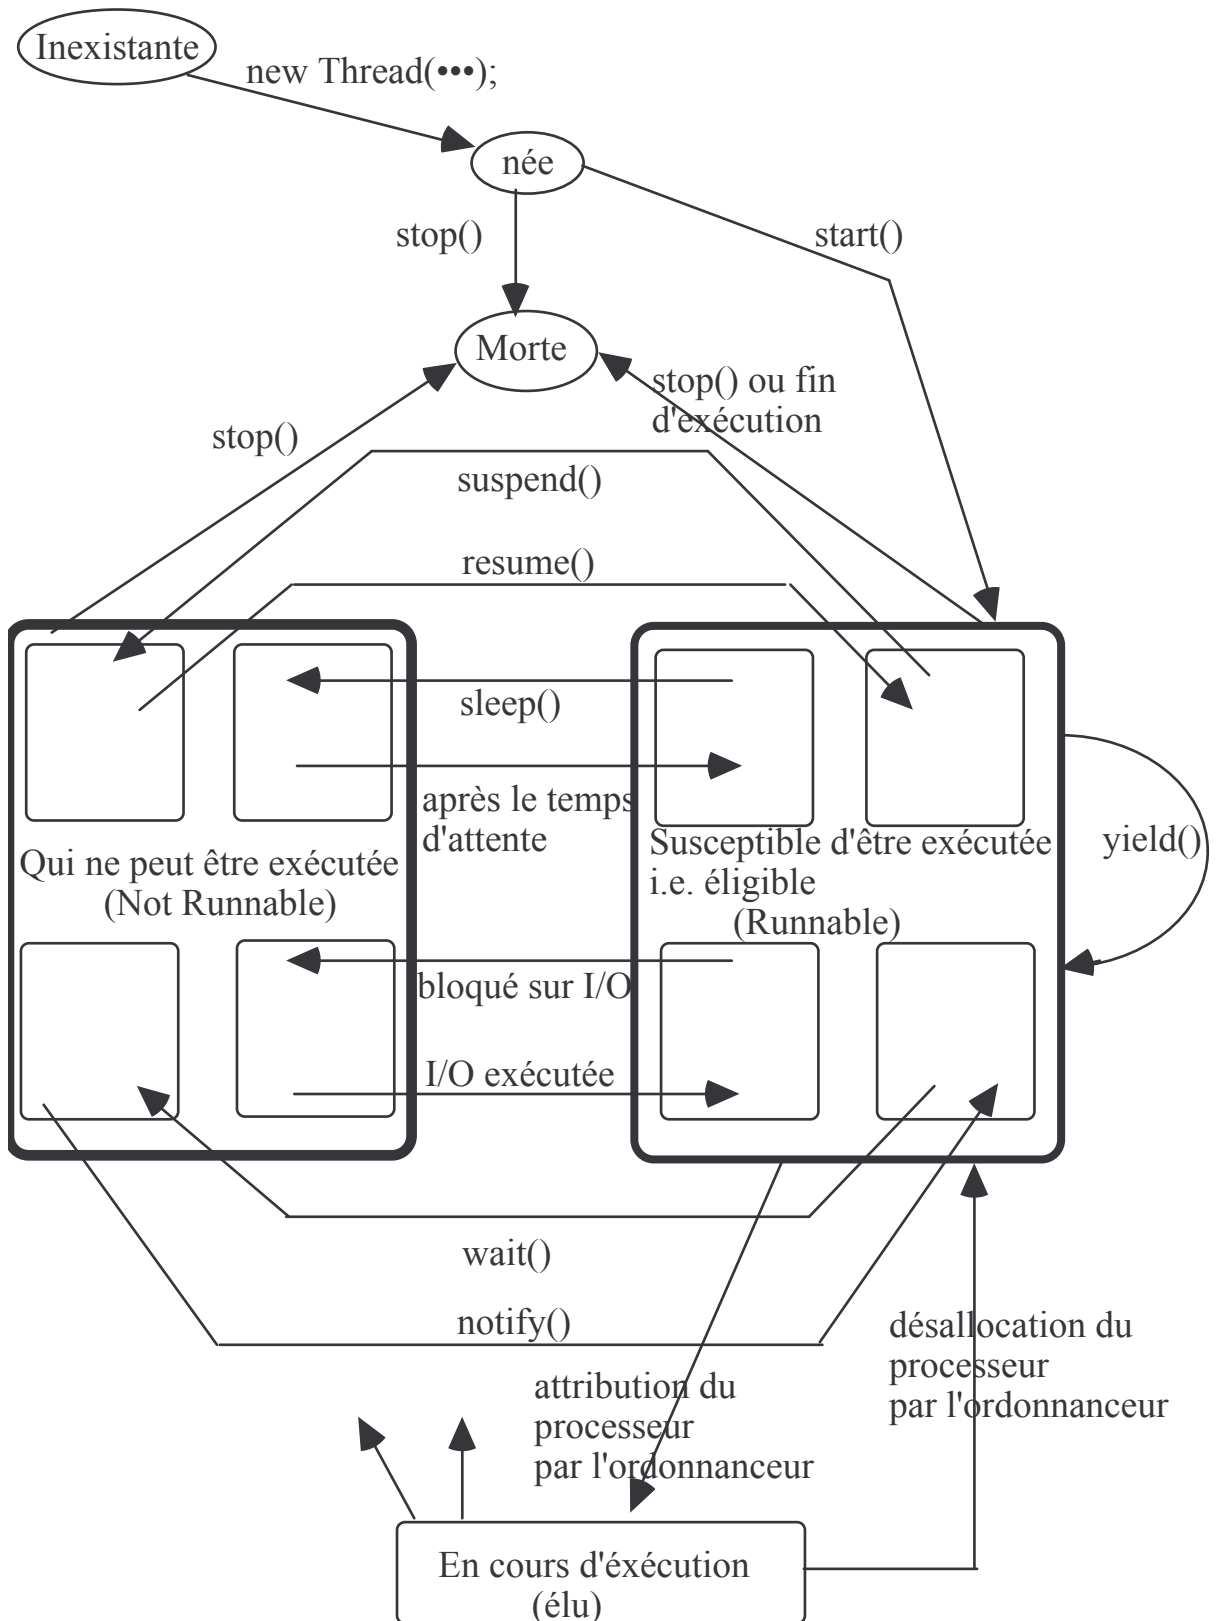 Inexistante
new Thread(•••);
née
stop()
start()
Morte
stop() ou fin
d'exécution
stop()
suspend()
resume()
sleep()
après le temps
d'attente
Qui ne peut être exécutée
(Not Runnable)
Susceptible d'être exécutée
i.e. éligible
(Runnable)
yield()
bloqué sur I/O
I/O exécutée
wait()
notify()
désallocation du
processeur
par l'ordonnanceur
attribution du
processeur
par l'ordonnanceur
En cours d'éxécution
(élu)